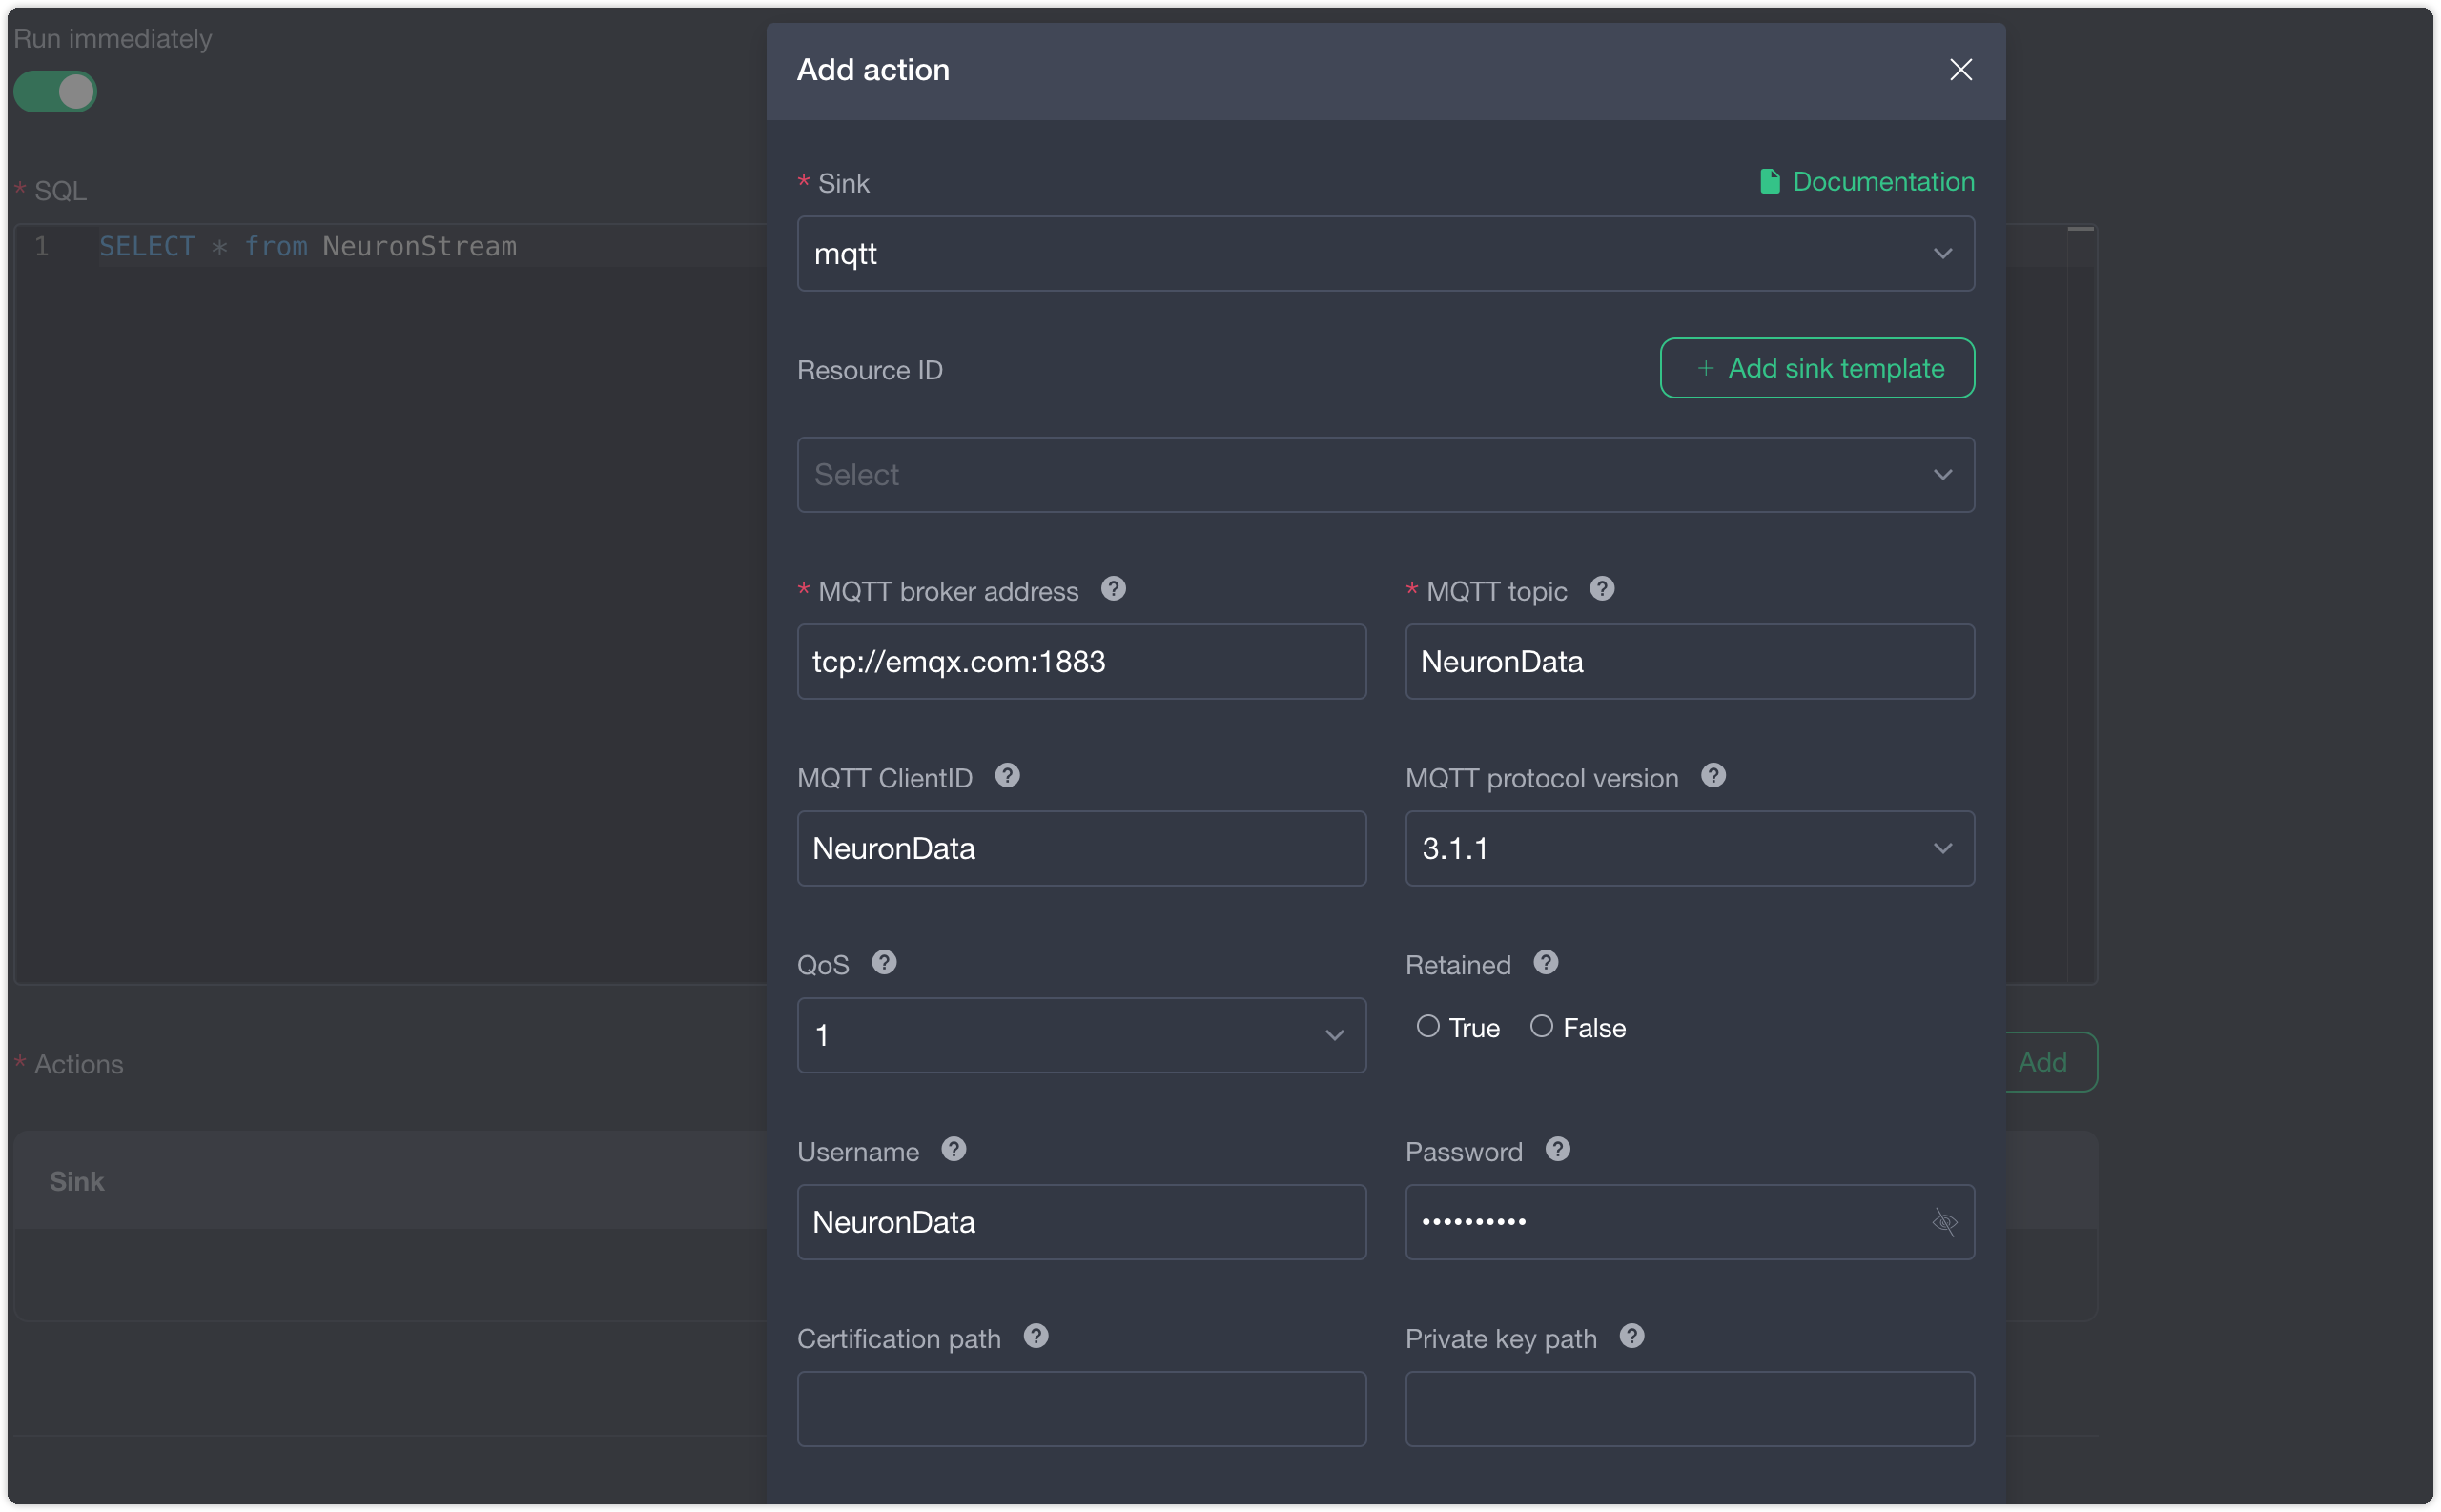 Run immediately
* SQL
1 SELECT * from NeuronStream
* Actions
Add
Sink
Add action
* Sink
Documentation
mqtt
Resource ID
+ Add sink template
Select
* MQTT broker address ?
* MQTT topic ?
tcp://emqx.com:1883
NeuronData
MQTT ClientID ?
MQTT protocol version ?
NeuronData
3.1.1
QoS ?
Retained ?
1
True False
Username ?
Password ?
NeuronData
••••••••••
Certification path ?
Private key path ?